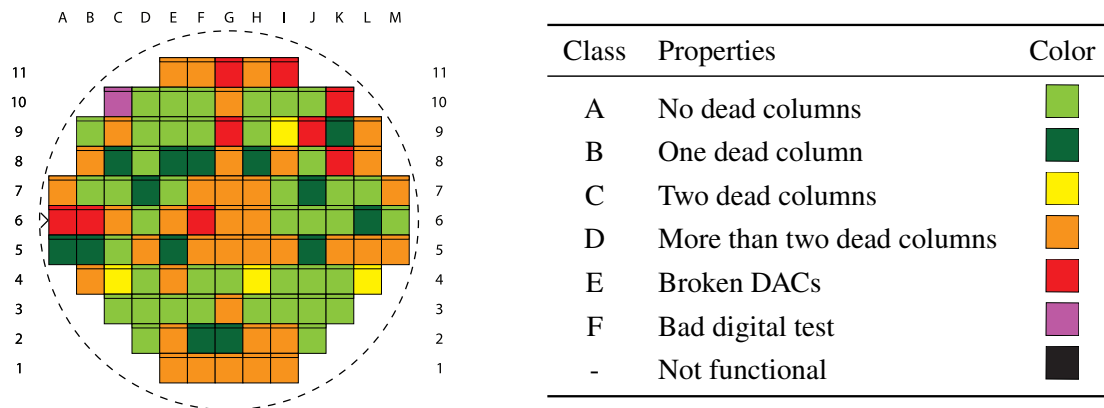 A B C D E F G H I J K L M
11 11
10 10
9 9
8 8
7 7
6 6
5 5
4 4
3 3
2 2
1 1
Class Properties Color
A No dead columns
B One dead column
C Two dead columns
D More than two dead columns
E Broken DACs
F Bad digital test
- Not functional